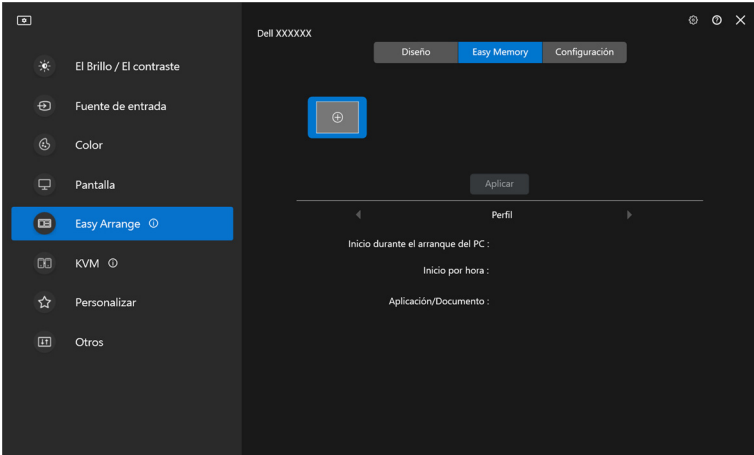 Dell XXXXXX
Diseño
Easy Memory
Configuración
El Brillo / El contraste
Fuente de entrada
Color
Pantalla
Easy Arrange
KVM
Personalizar
Otros
Aplicar
Perfil
Inicio durante el arranque del PC :
Inicio por hora :
Aplicación/Documento :